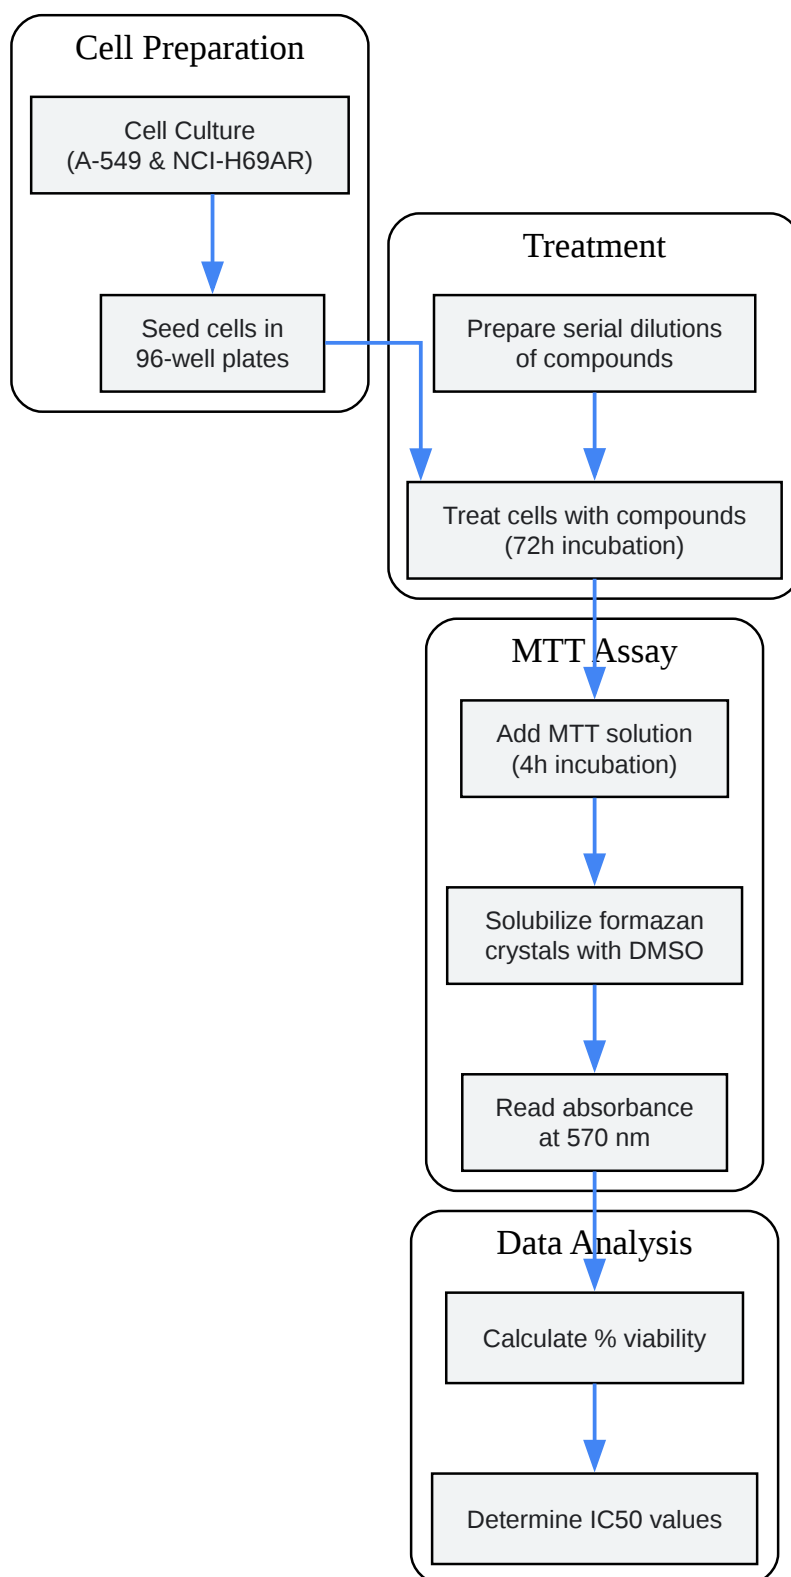 Cell Preparation
Cell Culture
(A-549 & NCI-H69AR)
Seed cells in
96-well plates
Treatment
Prepare serial dilutions
of compounds
Treat cells with compounds
(72h incubation)
MTT Assay
Add MTT solution
(4h incubation)
Solubilize formazan
crystals with DMSO
Read absorbance
at 570 nm
Data Analysis
Calculate % viability
Determine IC50 values